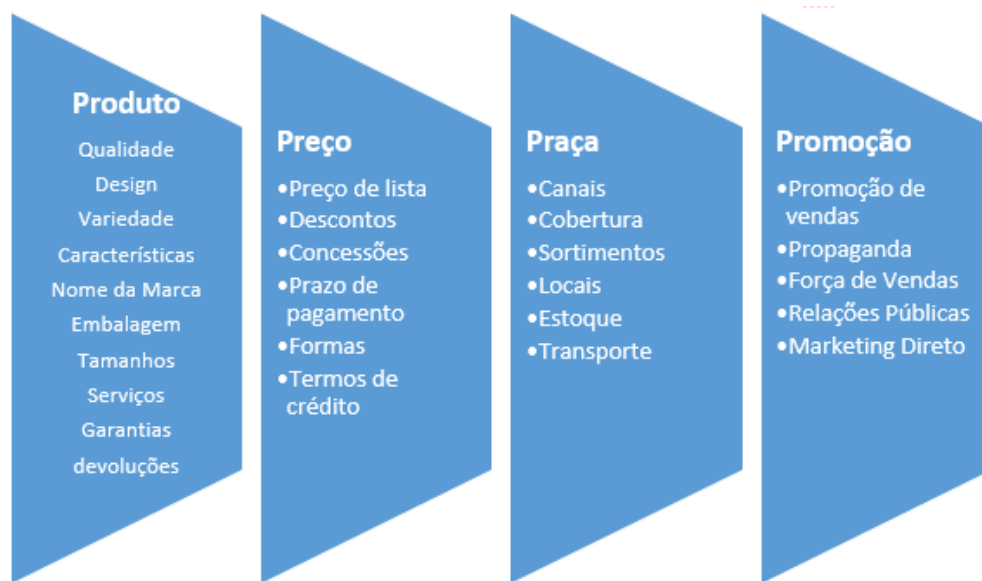 Produto
Qualidade
Design
Variedade
Características
Nome da Marca
Embalagem
Tamanhos
Serviços
Garantias
devoluções
Preço
•Preço de lista
•Descontos
•Concessões
•Prazo de
pagamento
•Formas
•Termos de
crédito
Praça
•Canais
•Cobertura
•Sortimentos
•Locais
•Estoque
•Transporte
Promoção
•Promoção de
vendas
•Propaganda
•Força de Vendas
•Relações Públicas
•Marketing Direto